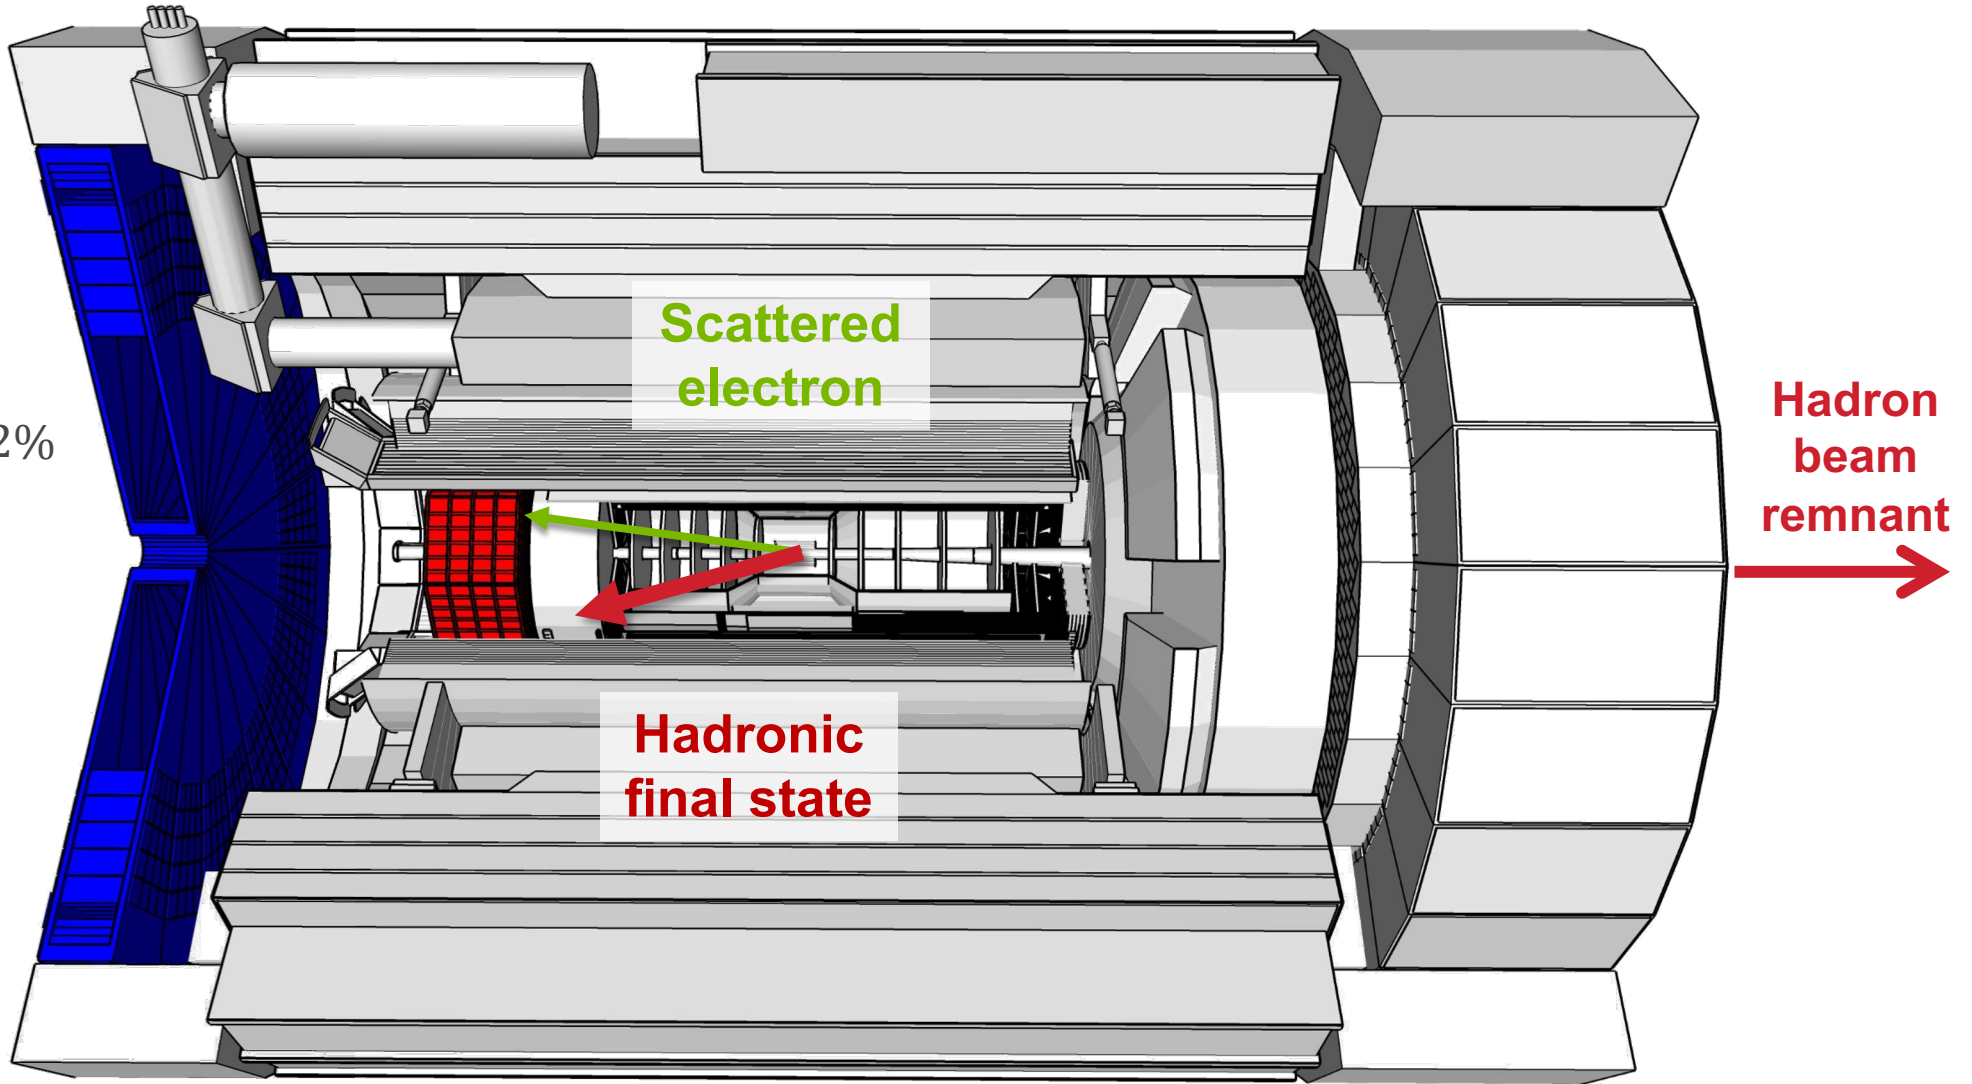 Scattered
electron
2%
Hadron
beam
remnant
Hadronic
final state